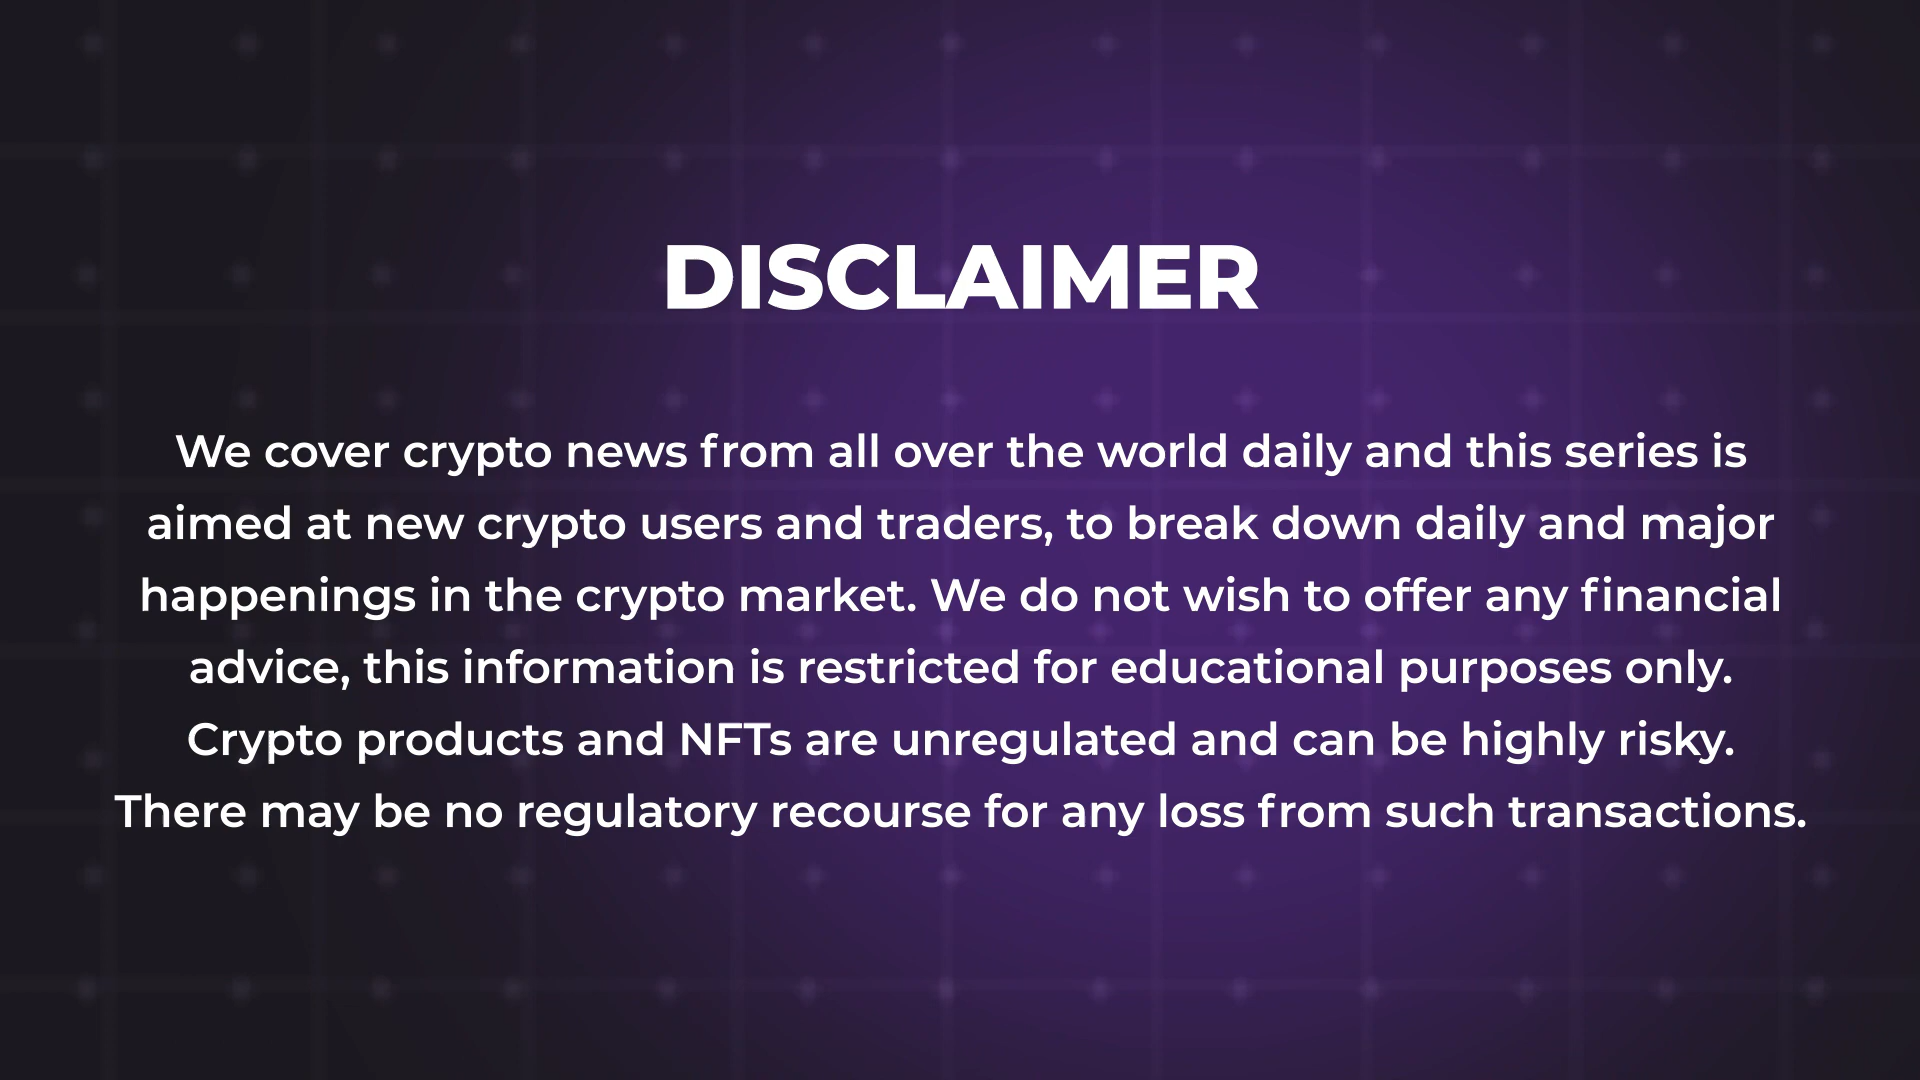 DISCLAIMER
We cover crypto news from all over the world daily and this series is
aimed at new crypto users and traders, to break down daily and major
happenings in the crypto market. We do not wish to offer any financial
advice, this information is restricted for educational purposes only.
Crypto products and NFTs are unregulated and can be highly risky.
There may be no regulatory recourse for any loss from such transactions.